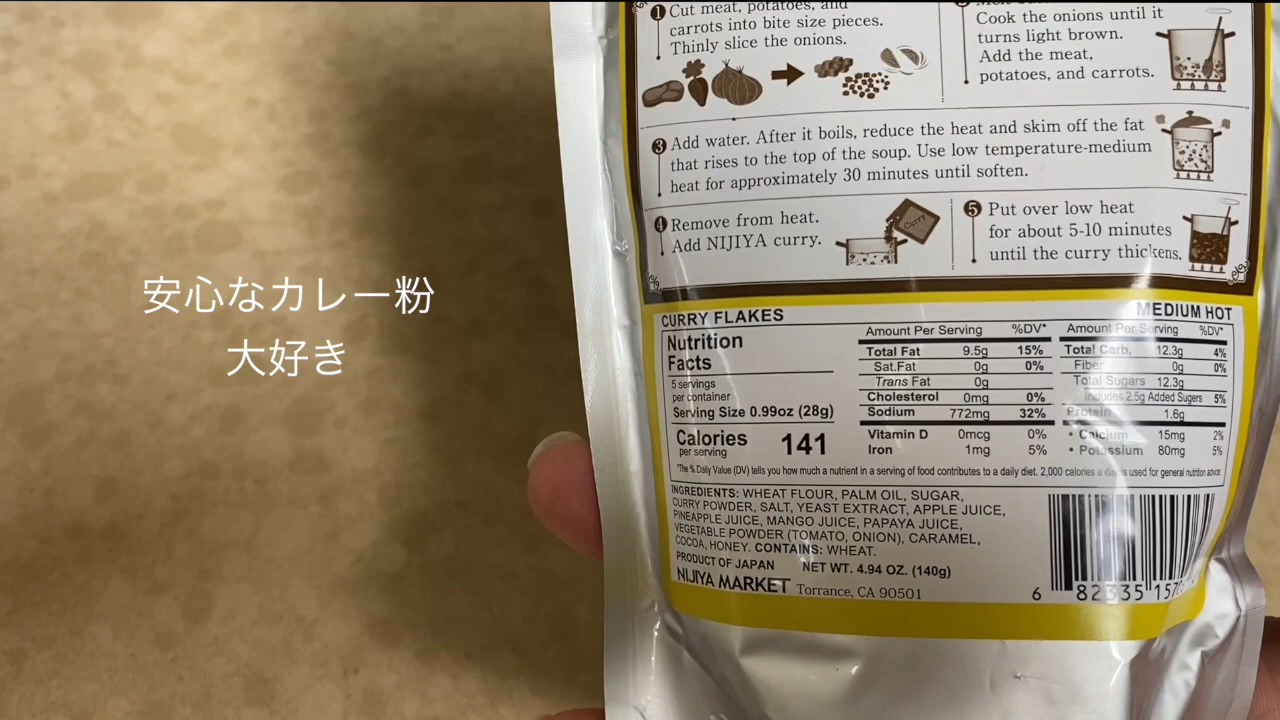 安心なカレー粉
大好き
❶ Cut meat, potatoes, and
carrots into bite size pieces.
Thinly slice the onions.
Cook the onions until it
turns light brown.
Add the meat,
potatoes, and carrots.
❸ Add water. After it boils, reduce the heat and skim off the fat
that rises to the top of the soup. Use low temperature-medium
heat for approximately 30 minutes until soften.
❹ Remove from heat.
Add NIJIYA curry.
Curry
❺ Put over low heat
for about 5-10 minutes
until the curry thickens.
CURRY FLAKES MEDIUM HOT
Nutrition
Facts
5 servings
per container
Serving Size 0.99oz (28g)
Calories 141
per serving
Amount Per Serving %DV*
Total Fat 9.5g 15%
Sat.Fat 0g 0%
Trans Fat 0g
Cholesterol 0mg 0%
Sodium 772mg 32%
Vitamin D 0mcg 0%
Iron 1mg 5%
Amount Per Serving %DV*
Total Carb. 12.3g 4%
Fiber 0g 0%
Total Sugars 12.3g
Includes 2.5g Added Sugers 5%
Protein 1.6g
• Calcium 15mg 2%
• Potassium 80mg 5%
*The % Daily Value (DV) tells you how much a nutrient in a serving of food contributes to a daily diet. 2,000 calories a day is used for general nutrition advice.
INGREDIENTS: WHEAT FLOUR, PALM OIL, SUGAR,
CURRY POWDER, SALT, YEAST EXTRACT, APPLE JUICE,
PINEAPPLE JUICE, MANGO JUICE, PAPAYA JUICE,
VEGETABLE POWDER (TOMATO, ONION), CARAMEL,
COCOA, HONEY. CONTAINS: WHEAT.
PRODUCT OF JAPAN NET WT. 4.94 OZ. (140g)
NIJIYA MARKET Torrance, CA 90501
6 82335